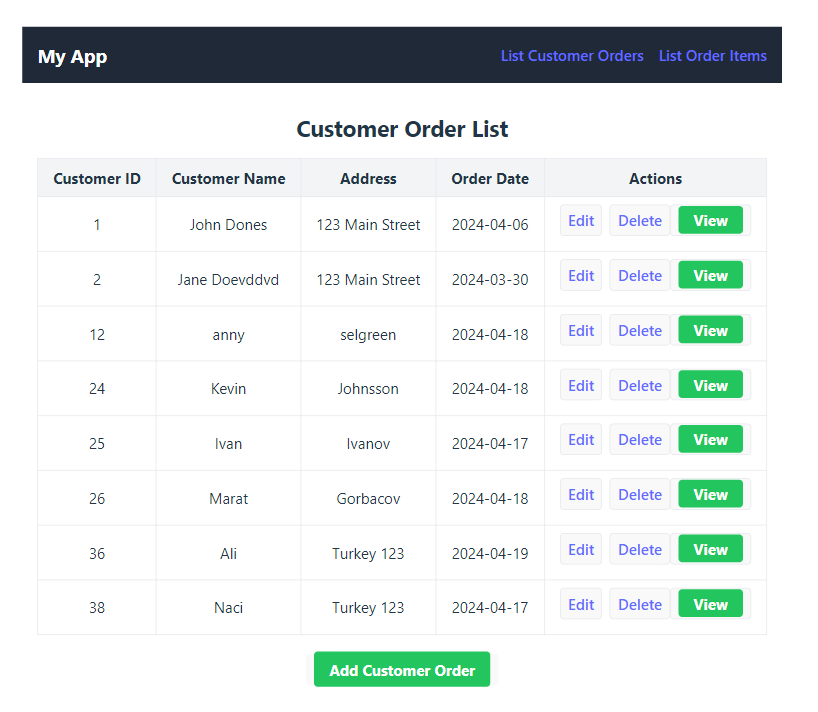 My App List Customer Orders List Order Items
Customer Order List
Customer ID Customer Name Address Order Date Actions
1 John Dones 123 Main Street 2024-04-06 Edit Delete View
2 Jane Doevddvd 123 Main Street 2024-03-30 Edit Delete View
12 anny selgreen 2024-04-18 Edit Delete View
24 Kevin Johnsson 2024-04-18 Edit Delete View
25 Ivan Ivanov 2024-04-17 Edit Delete View
26 Marat Gorbacov 2024-04-18 Edit Delete View
36 Ali Turkey 123 2024-04-19 Edit Delete View
38 Naci Turkey 123 2024-04-17 Edit Delete View
Add Customer Order